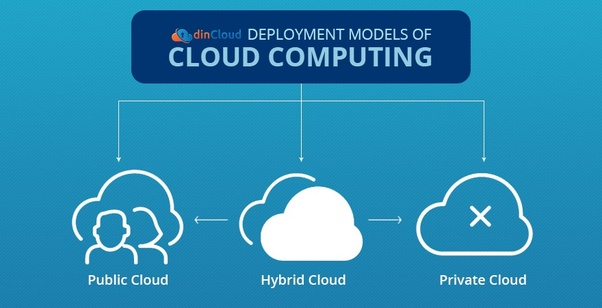 dinCloud DEPLOYMENT MODELS OF
CLOUD COMPUTING
Public Cloud
Hybrid Cloud
Private Cloud